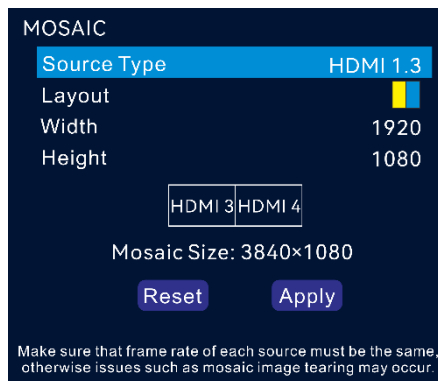 MOSAIC
Source Type HDMI 1.3
Layout
Width 1920
Height 1080
HDMI 3 HDMI 4
Mosaic Size: 3840×1080
Reset Apply
Make sure that frame rate of each source must be the same,
otherwise issues such as mosaic image tearing may occur.